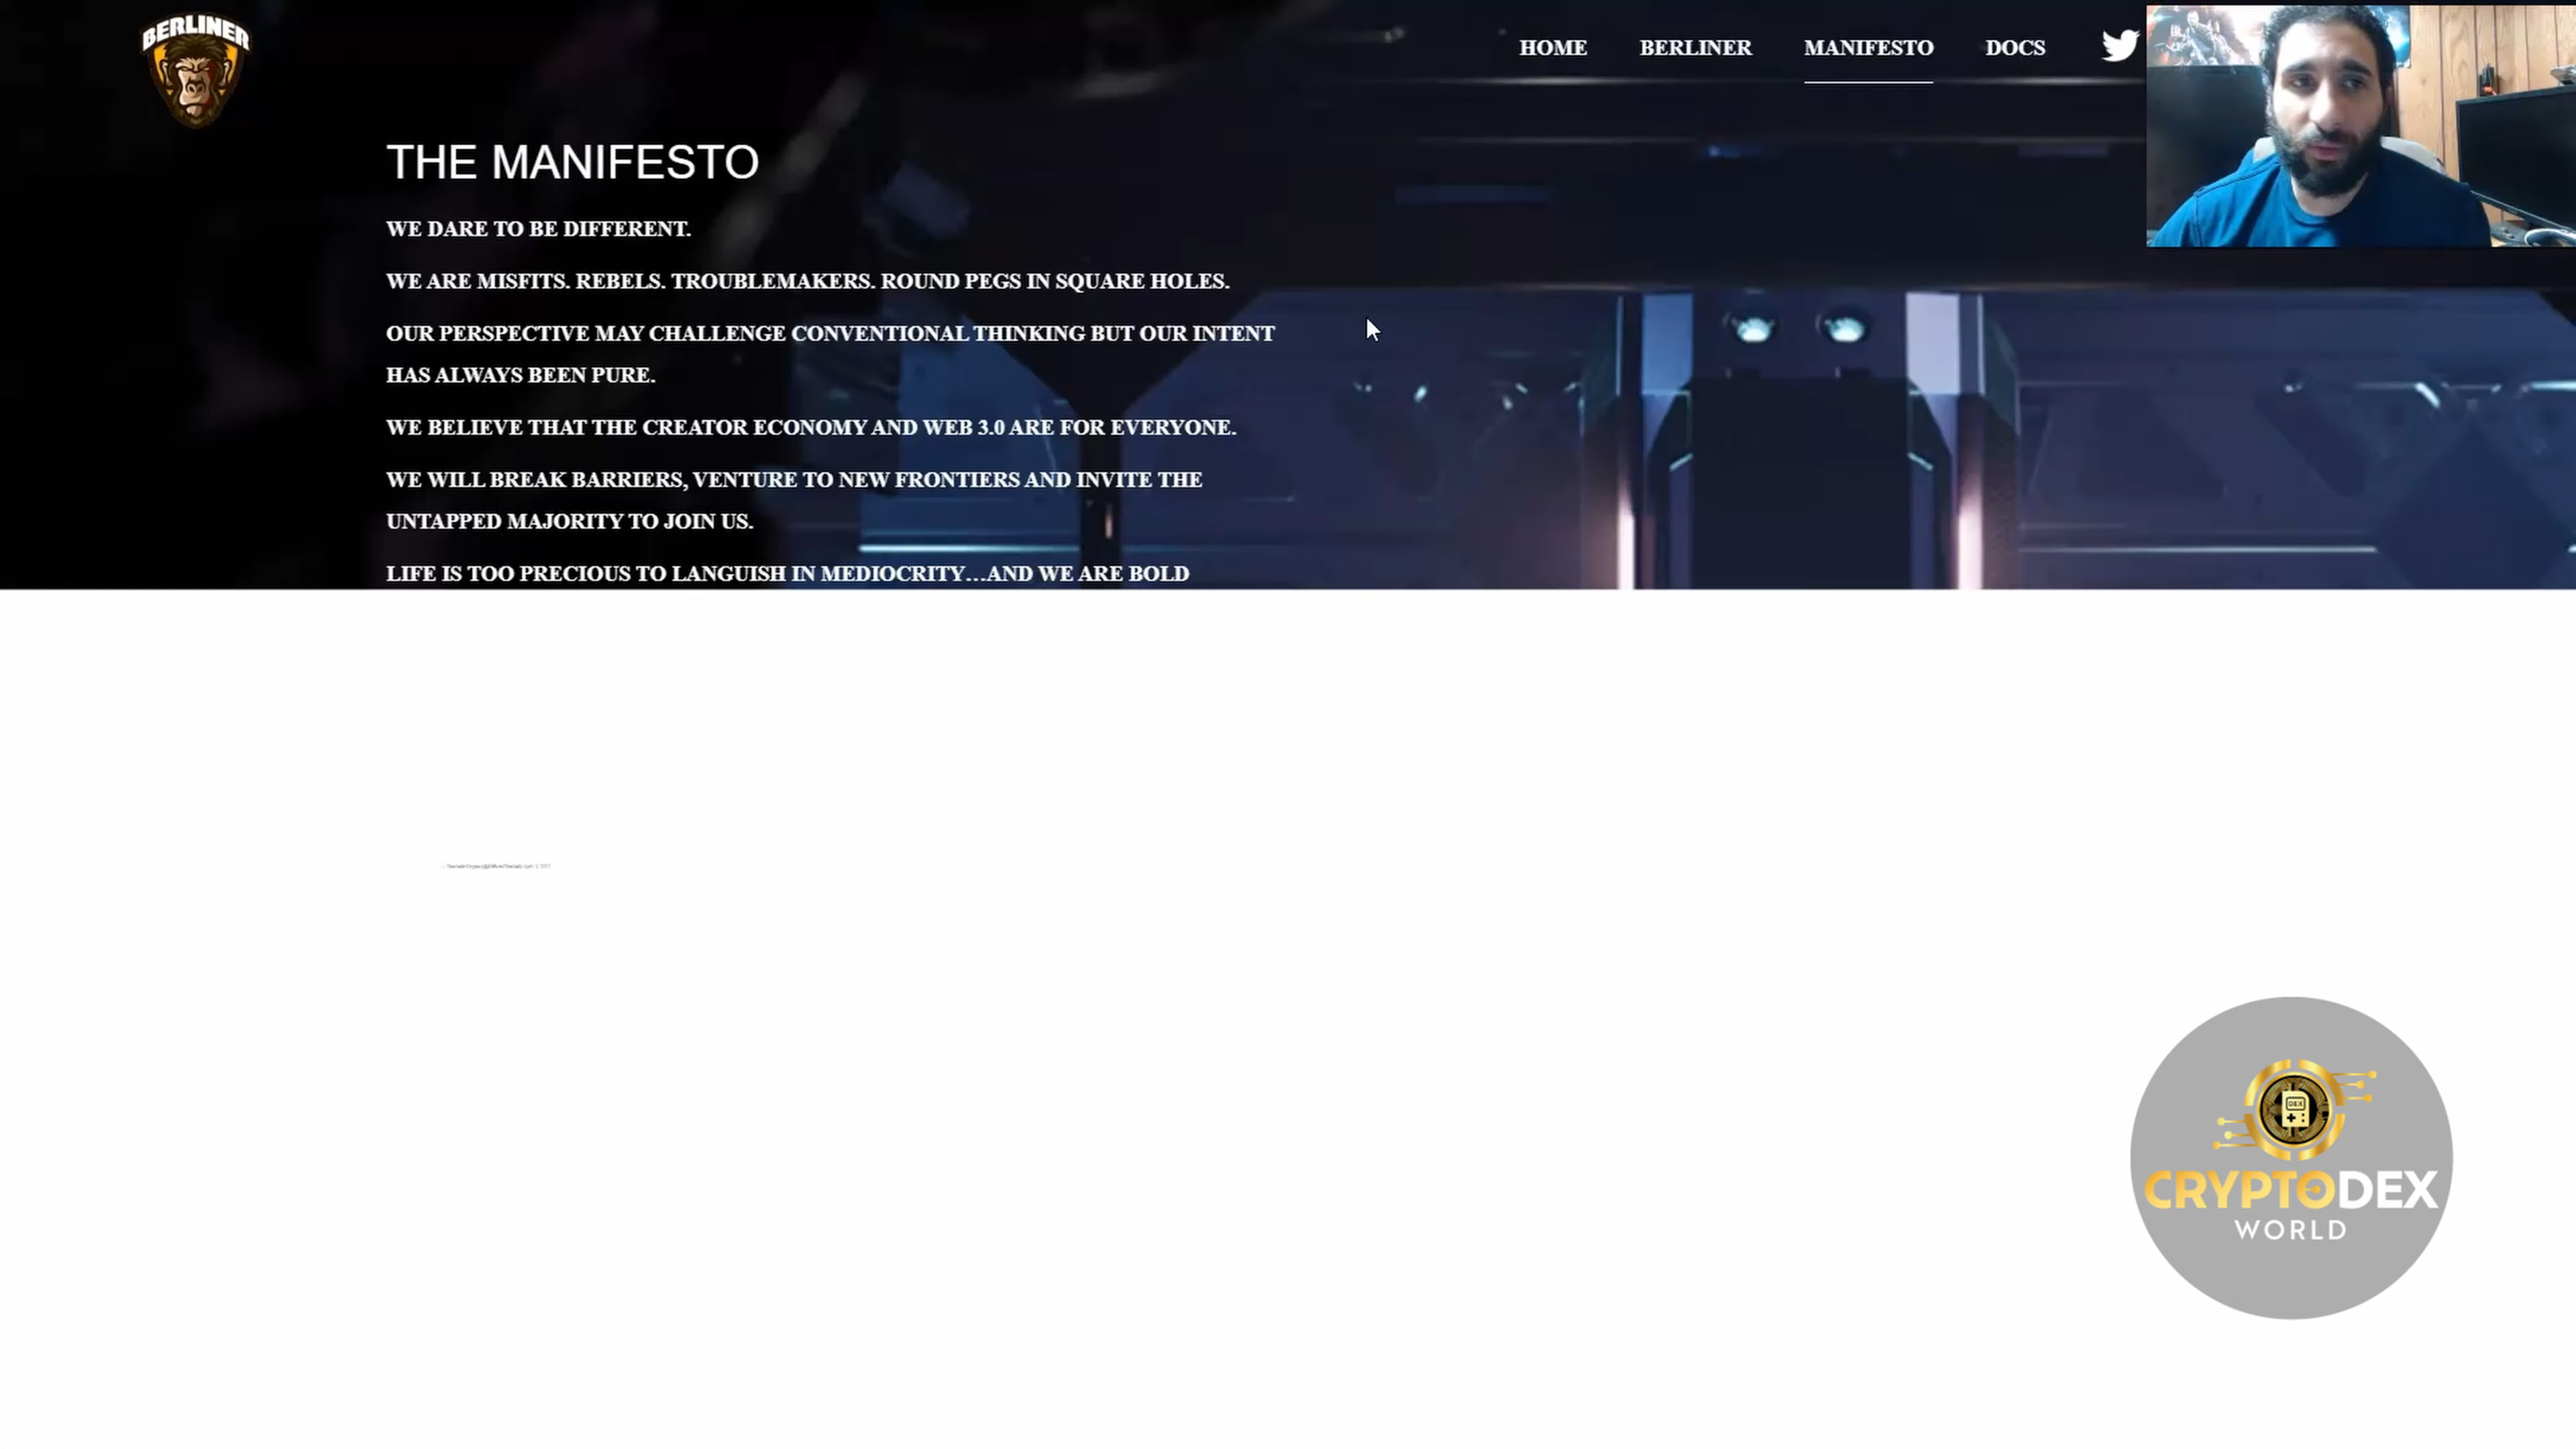 BERLINER
HOME BERLINER MANIFESTO DOCS
THE MANIFESTO
WE DARE TO BE DIFFERENT.
WE ARE MISFITS. REBELS. TROUBLEMAKERS. ROUND PEGS IN SQUARE HOLES.
OUR PERSPECTIVE MAY CHALLENGE CONVENTIONAL THINKING BUT OUR INTENT
HAS ALWAYS BEEN PURE.
WE BELIEVE THAT THE CREATOR ECONOMY AND WEB 3.0 ARE FOR EVERYONE.
WE WILL BREAK BARRIERS, VENTURE TO NEW FRONTIERS AND INVITE THE
UNTAPPED MAJORITY TO JOIN US.
LIFE IS TOO PRECIOUS TO LANGUISH IN MEDIOCRITY...AND WE ARE BOLD
DEX
CRYPTODEX
WORLD